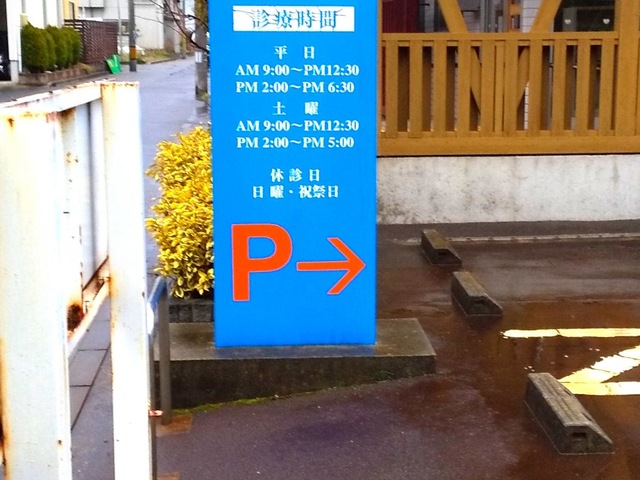 診療時間
平日
AM 9:00～PM12:30
PM 2:00～PM 6:30
土曜
AM 9:00～PM12:30
PM 2:00～PM 5:00
休診日
日曜・祝祭日
P→